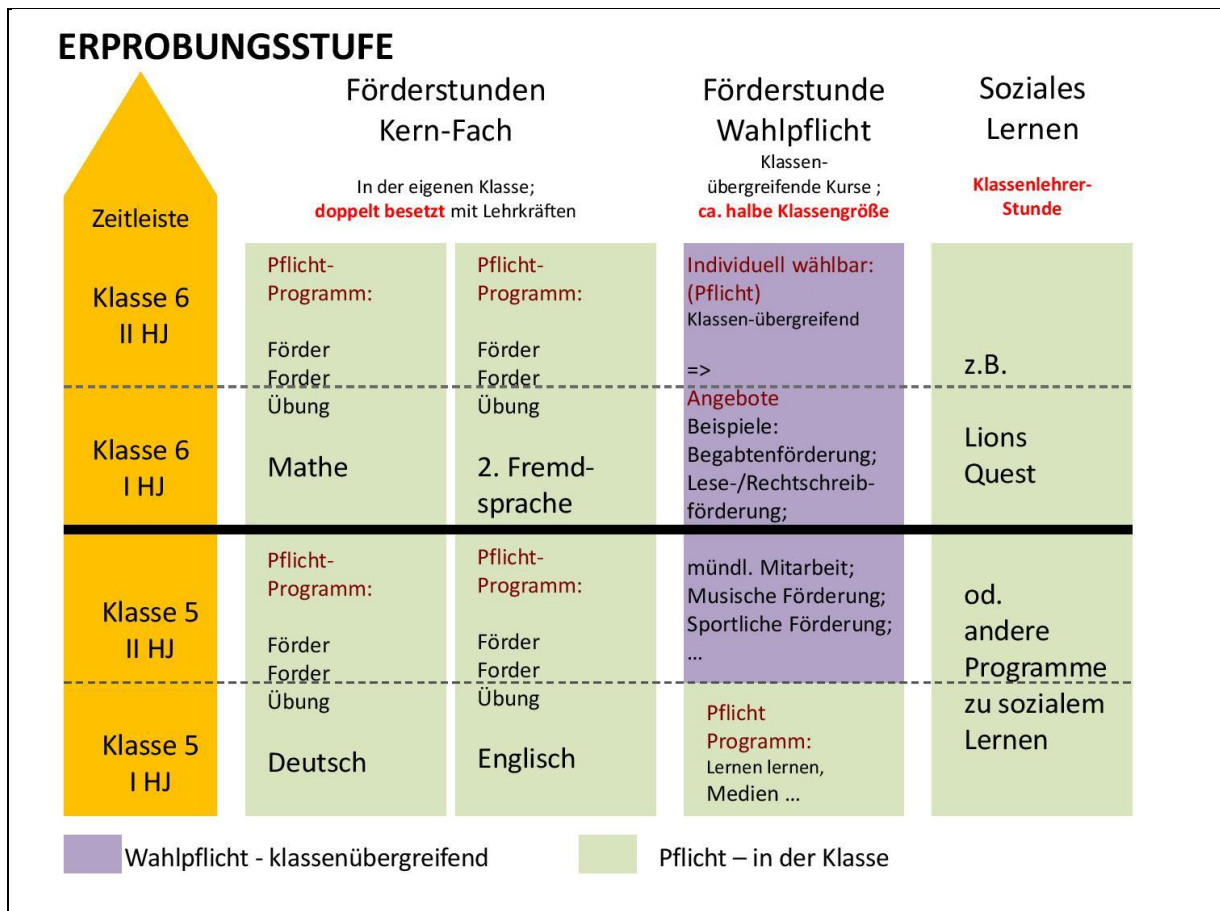 ERPROBUNGSSTUFE
Förderstunden
Kern-Fach
In der eigenen Klasse;
doppelt besetzt mit Lehrkräften
Förderstunde
Wahlpflicht
Klassen-
übergreifende Kurse ;
ca. halbe Klassengröße
Soziales
Lernen
Klassenlehrer-
Stunde
Zeitleiste
Klasse 6
II HJ
Klasse 6
I HJ
Klasse 5
II HJ
Klasse 5
I HJ
Pflicht-
Programm:
Förder
Forder
Übung
Mathe
Pflicht-
Programm:
Förder
Forder
Übung
2. Fremd-
sprache
Individuell wählbar:
(Pflicht)
Klassen-übergreifend
=>
Angebote
Beispiele:
Begabtenförderung;
Lese-/Rechtschreib-
förderung;
mündl. Mitarbeit;
Musische Förderung;
Sportliche Förderung;
...
z.B.
Lions
Quest
od.
andere
Programme
zu sozialem
Lernen
Pflicht-
Programm:
Förder
Forder
Übung
Deutsch
Pflicht-
Programm:
Förder
Forder
Übung
Englisch
Pflicht
Programm:
Lernen lernen,
Medien ...
Wahlpflicht - klassenübergreifend
Pflicht – in der Klasse